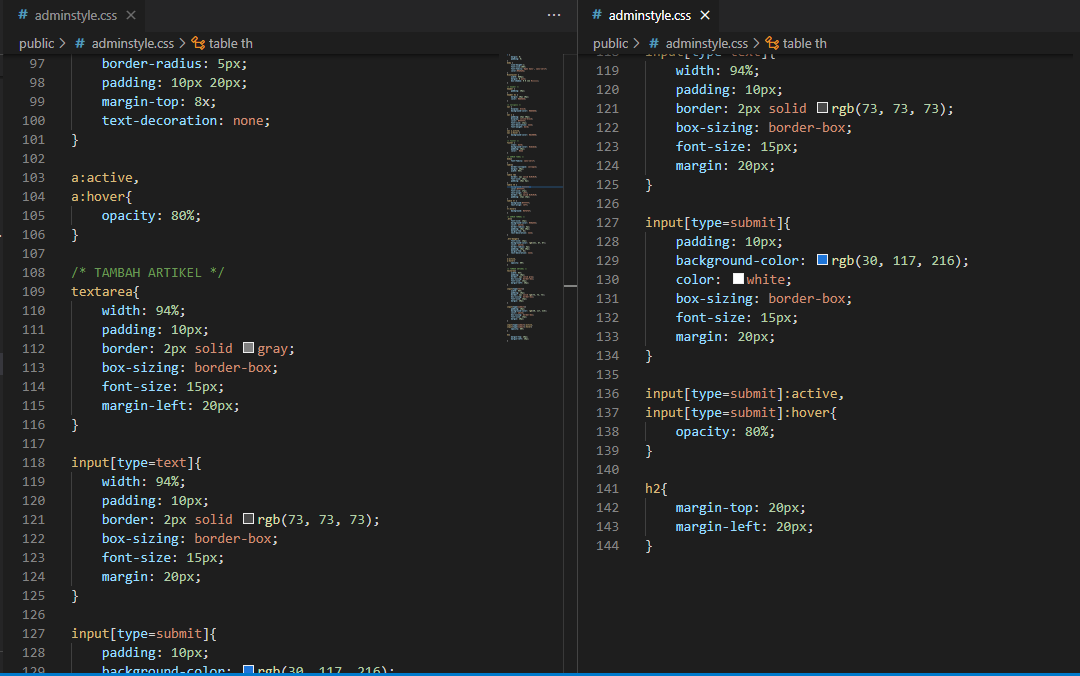 # adminstyle.css ×
...
public > # adminstyle.css > table th
97 border-radius: 5px;
98 padding: 10px 20px;
99 margin-top: 8x;
100 text-decoration: none;
101 }
102
103 a:active,
104 a:hover{
105 opacity: 80%;
106 }
107
108 /* TAMBAH ARTIKEL */
109 textarea{
110 width: 94%;
111 padding: 10px;
112 border: 2px solid gray;
113 box-sizing: border-box;
114 font-size: 15px;
115 margin-left: 20px;
116 }
117
118 input[type=text]{
119 width: 94%;
120 padding: 10px;
121 border: 2px solid rgb(73, 73, 73);
122 box-sizing: border-box;
123 font-size: 15px;
124 margin: 20px;
125 }
126
127 input[type=submit]{
128 padding: 10px;
129 background-color: rgb(30, 117, 216);
# adminstyle.css ×
public > # adminstyle.css > table th
118 input[type=text]{
119 width: 94%;
120 padding: 10px;
121 border: 2px solid rgb(73, 73, 73);
122 box-sizing: border-box;
123 font-size: 15px;
124 margin: 20px;
125 }
126
127 input[type=submit]{
128 padding: 10px;
129 background-color: rgb(30, 117, 216);
130 color: white;
131 box-sizing: border-box;
132 font-size: 15px;
133 margin: 20px;
134 }
135
136 input[type=submit]:active,
137 input[type=submit]:hover{
138 opacity: 80%;
139 }
140
141 h2{
142 margin-top: 20px;
143 margin-left: 20px;
144 }